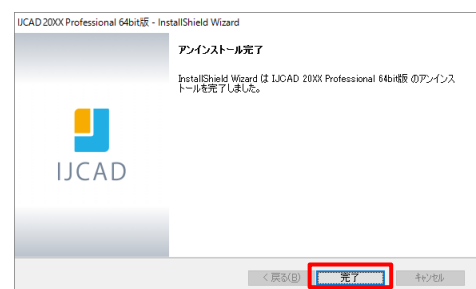 IJCAD 20XX Professional 64bit版 - InstallShield Wizard
アンインストール完了
InstallShield Wizard は IJCAD 20XX Professional 64bit版 のアンインス
トールを完了しました。
IJCAD
< 戻る(B)
完了
キャンセル